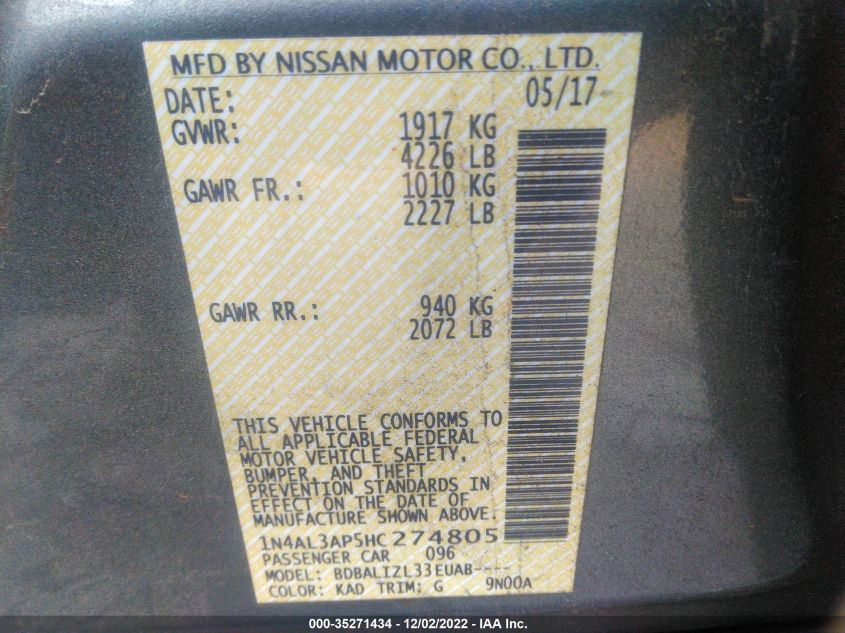 MFD BY NISSAN MOTOR CO., LTD.
DATE: 05/17
GVWR: 1917 KG
4226 LB
GAWR FR.: 1010 KG
2227 LB
GAWR RR.: 940 KG
2072 LB
THIS VEHICLE CONFORMS TO
ALL APPLICABLE FEDERAL
MOTOR VEHICLE SAFETY,
BUMPER, AND THEFT
PREVENTION STANDARDS IN
EFFECT ON THE DATE OF
MANUFACTURE SHOWN ABOVE.
1N4AL3AP5HC274805
PASSENGER CAR 096
MODEL: BDBALIZL33EUAB----
COLOR: KAD TRIM: G 9N00A
000-35271434 - 12/02/2022 - IAA Inc.